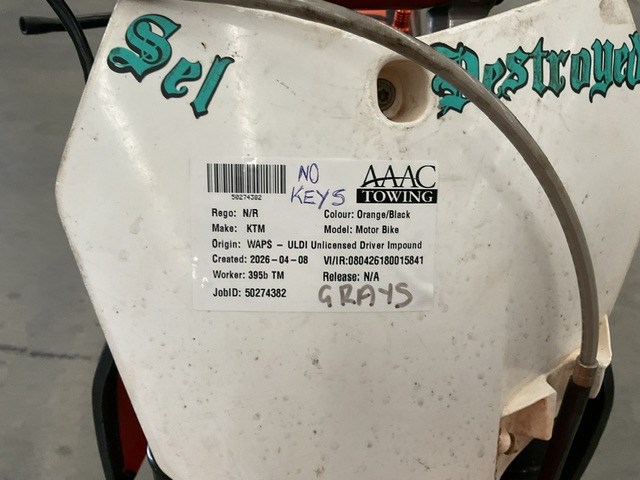 Sel Destroyed
50274382
NO KEYS
AAAC TOWING
Rego: N/R Colour: Orange/Black
Make: KTM Model: Motor Bike
Origin: WAPS - ULDI Unlicensed Driver Impound
Created: 2026-04-08 VI/IR:080426180015841
Worker: 395b TM Release: N/A
JobID: 50274382 GRAYS